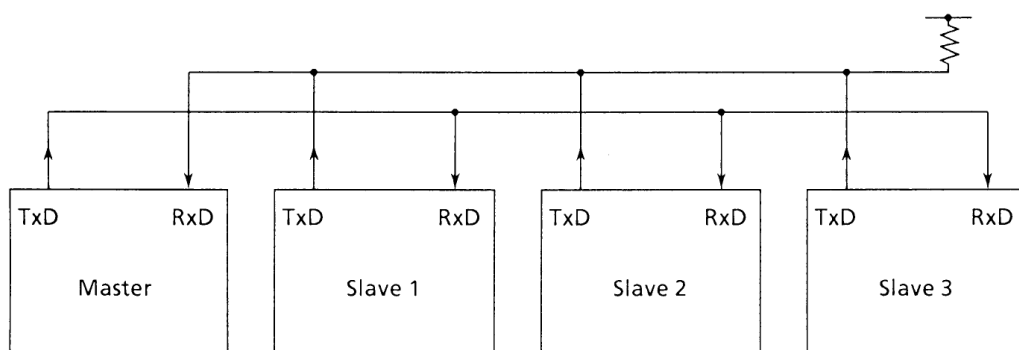 TxD RxD TxD RxD TxD RxD TxD RxD
Master Slave 1 Slave 2 Slave 3